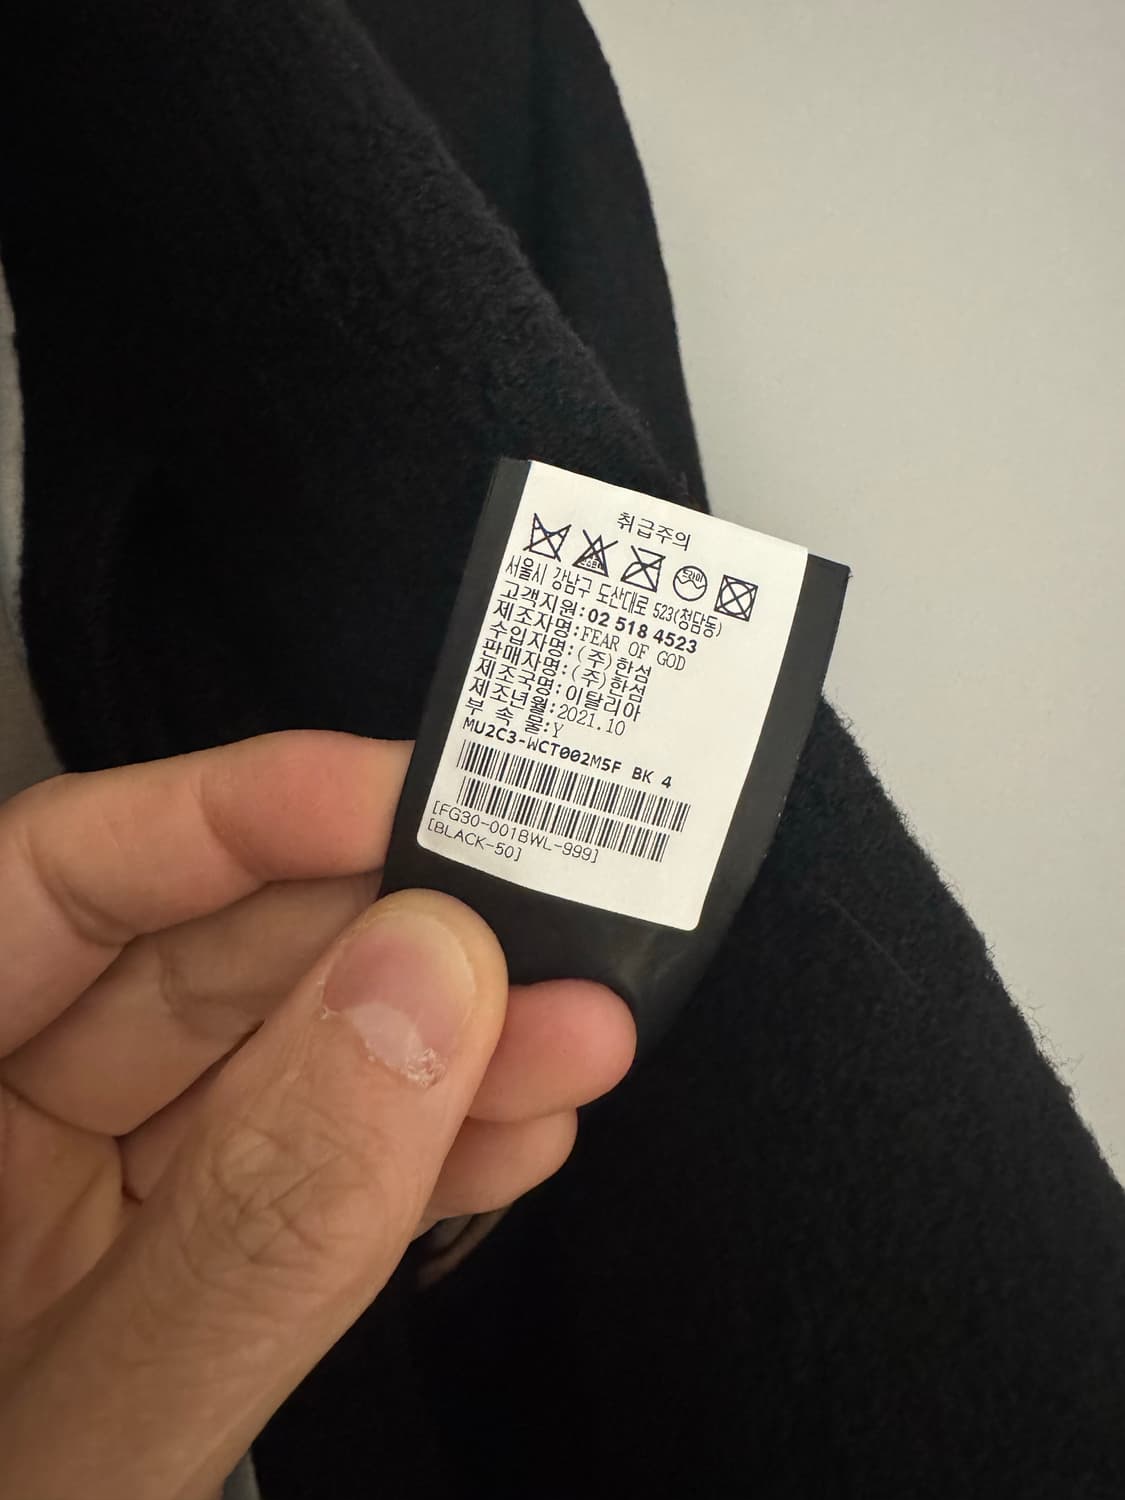 취급주의
드라이
서울시 강남구 도산대로 523(청담동)
고객지원:02 518 4523
제조자명:FEAR OF GOD
수입자명:(주)한섬
판매자명:(주)한섬
제조국명:이탈리아
제조년월:2021.10
부 속 물:Y
MU2C3-WCT002M5F BK 4
[FG30-001BWL-999]
[BLACK-50]